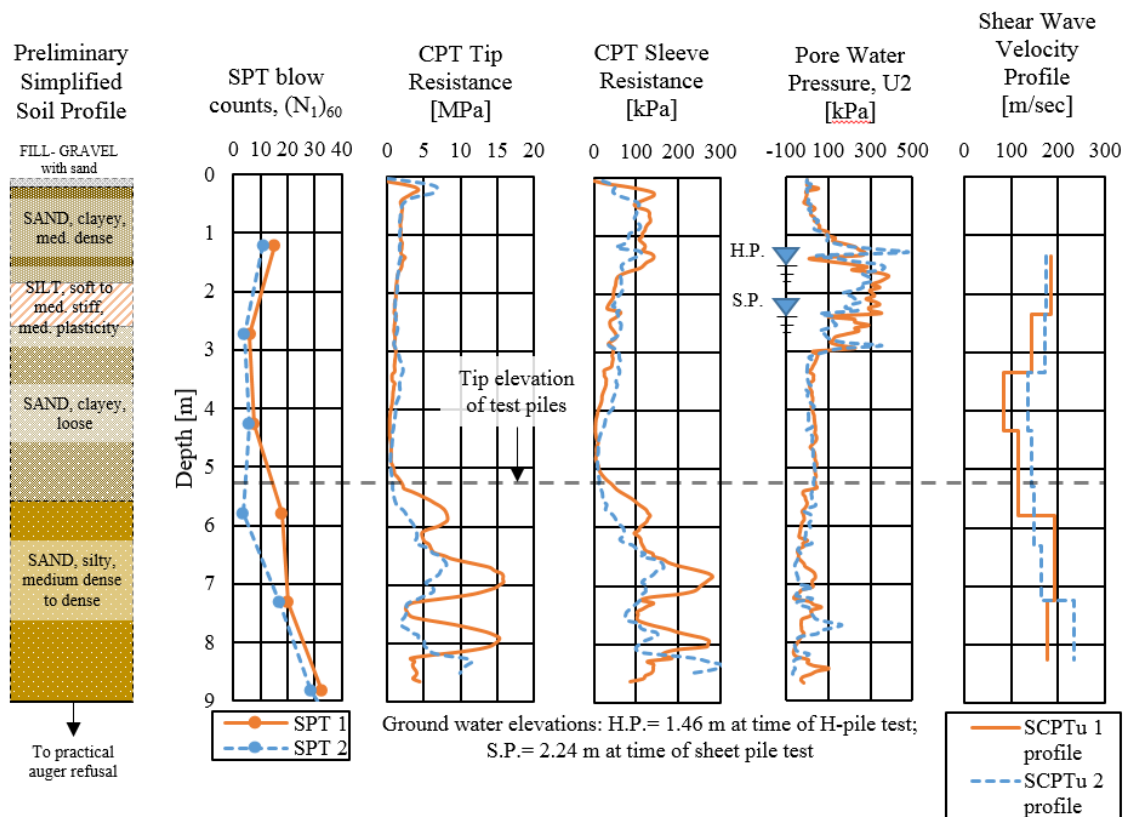 Preliminary
Simplified
Soil Profile
FILL- GRAVEL
with sand
SAND, clayey,
med. dense
SILT, soft to
med. stiff,
med. plasticity
SAND, clayey,
loose
SAND, silty,
medium dense
to dense
To practical
auger refusal
SPT blow
counts, (N₁)₆₀
0 10 20 30 40
Depth [m]
0
1
2
3
4
5
6
7
8
9
SPT 1
SPT 2
CPT Tip
Resistance
[MPa]
0 5 10 15 20
Tip elevation
of test piles
CPT Sleeve
Resistance
[kPa]
0 100 200 300
Pore Water
Pressure, U2
[kPa]
-100 100 300 500
H.P.
S.P.
Shear Wave
Velocity
Profile
[m/sec]
0 100 200 300
Ground water elevations: H.P.= 1.46 m at time of H-pile test;
S.P.= 2.24 m at time of sheet pile test
SCPTu 1
profile
SCPTu 2
profile